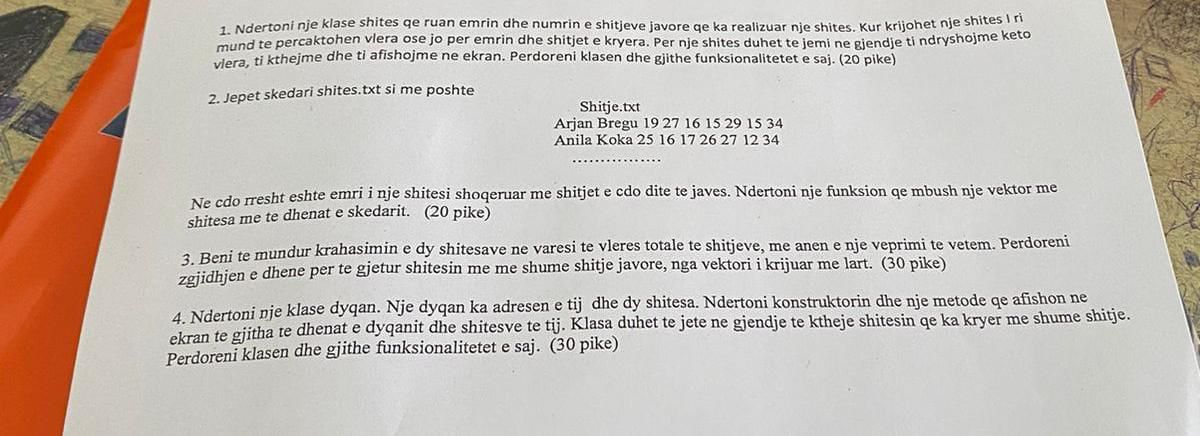 1. Ndertoni nje klase shites qe ruan emrin dhe numrin e shitjeve javore qe ka realizuar nje shites. Kur krijohet nje shites I ri
mund te percaktohen vlera ose jo per emrin dhe shitjet e kryera. Per nje shites duhet te jemi ne gjendje ti ndryshojme keto
vlera, ti kthejme dhe ti afishojme ne ekran. Perdoreni klasen dhe gjithe funksionalitetet e saj. (20 pike)
2. Jepet skedari shites.txt si me poshte
Shitje.txt
Arjan Bregu 19 27 16 15 29 15 34
Anila Koka 25 16 17 26 27 12 34
................
Ne cdo rresht eshte emri i nje shitesi shoqeruar me shitjet e cdo dite te javes. Ndertoni nje funksion qe mbush nje vektor me
shitesa me te dhenat e skedarit. (20 pike)
3. Beni te mundur krahasimin e dy shitesave ne varesi te vleres totale te shitjeve, me anen e nje veprimi te vetem. Perdoreni
zgjidhjen e dhene per te gjetur shitesin me me shume shitje javore, nga vektori i krijuar me lart. (30 pike)
4. Ndertoni nje klase dyqan. Nje dyqan ka adresen e tij dhe dy shitesa. Ndertoni konstruktorin dhe nje metode qe afishon ne
ekran te gjitha te dhenat e dyqanit dhe shitesve te tij. Klasa duhet te jete ne gjendje te ktheje shitesin qe ka kryer me shume shitje.
Perdoreni klasen dhe gjithe funksionalitetet e saj. (30 pike)